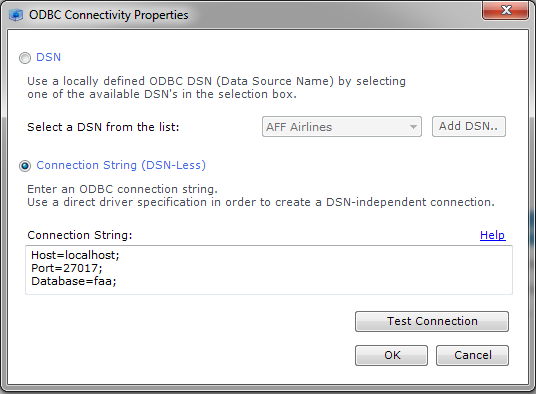 ODBC Connectivity Properties
DSN
Use a locally defined ODBC DSN (Data Source Name) by selecting
one of the available DSN's in the selection box.
Select a DSN from the list:
AFF Airlines
Add DSN..
Connection String (DSN-Less)
Enter an ODBC connection string.
Use a direct driver specification in order to create a DSN-independent connection.
Connection String:
Help
Host=localhost;
Port=27017;
Database=faa;
Test Connection
OK
Cancel